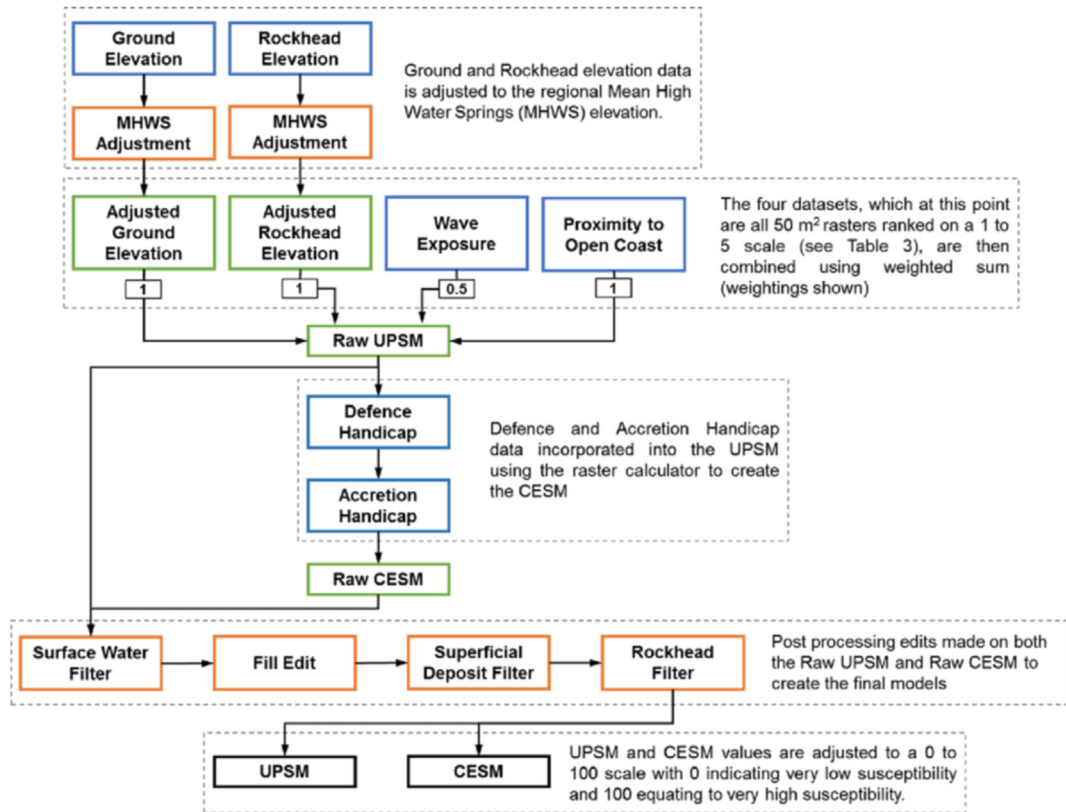 Ground
Elevation
Rockhead
Elevation
Ground and Rockhead elevation data
is adjusted to the regional Mean High
Water Springs (MHWS) elevation.
MHWS
Adjustment
MHWS
Adjustment
Adjusted
Ground
Elevation
Adjusted
Rockhead
Elevation
Wave
Exposure
Proximity to
Open Coast
The four datasets, which at this point
are all 50 m² rasters ranked on a 1 to
5 scale (see Table 3), are then
combined using weighted sum
(weightings shown)
1
1
0.5
1
Raw UPSM
Defence
Handicap
Accretion
Handicap
Defence and Accretion Handicap
data incorporated into the UPSM
using the raster calculator to create
the CESM
Raw CESM
Surface Water
Filter
Fill Edit
Superficial
Deposit Filter
Rockhead
Filter
Post processing edits made on both
the Raw UPSM and Raw CESM to
create the final models
UPSM
CESM
UPSM and CESM values are adjusted to a 0 to
100 scale with 0 indicating very low susceptibility
and 100 equating to very high susceptibility.